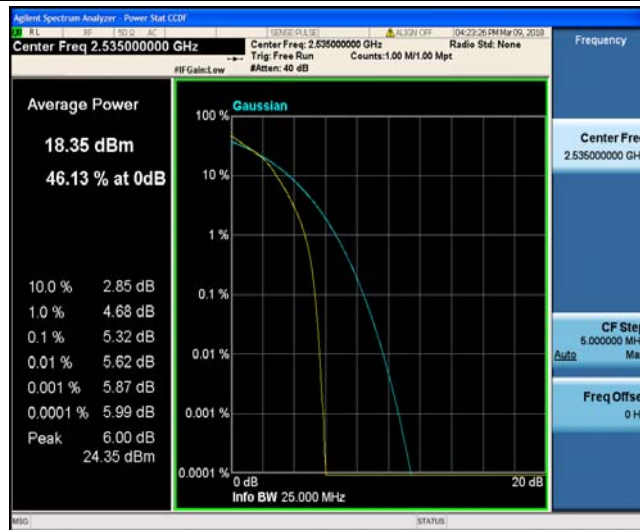 Agilent Spectrum Analyzer - Power Stat CCDF
RL RF 50 Ω AC SENSE:PULSE ALIGN OFF 04:23:26 PM Mar 09, 2018
Center Freq 2.535000000 GHz
Center Freq: 2.535000000 GHz Radio Std: None
Trig: Free Run Counts:1.00 M/1.00 Mpt
#IFGain:Low #Atten: 40 dB
Frequency
Average Power
18.35 dBm
46.13 % at 0dB
10.0 % 2.85 dB
1.0 % 4.68 dB
0.1 % 5.32 dB
0.01 % 5.62 dB
0.001 % 5.87 dB
0.0001 % 5.99 dB
Peak 6.00 dB
24.35 dBm
Gaussian
100 %
10 %
1 %
0.1 %
0.01 %
0.001 %
0.0001 %
0 dB 20 dB
Info BW 25.000 MHz
Center Fre
2.535000000 GH
CF Step
5.000000 MH
Auto Ma
Freq Offse
0 H
MSG STATUS